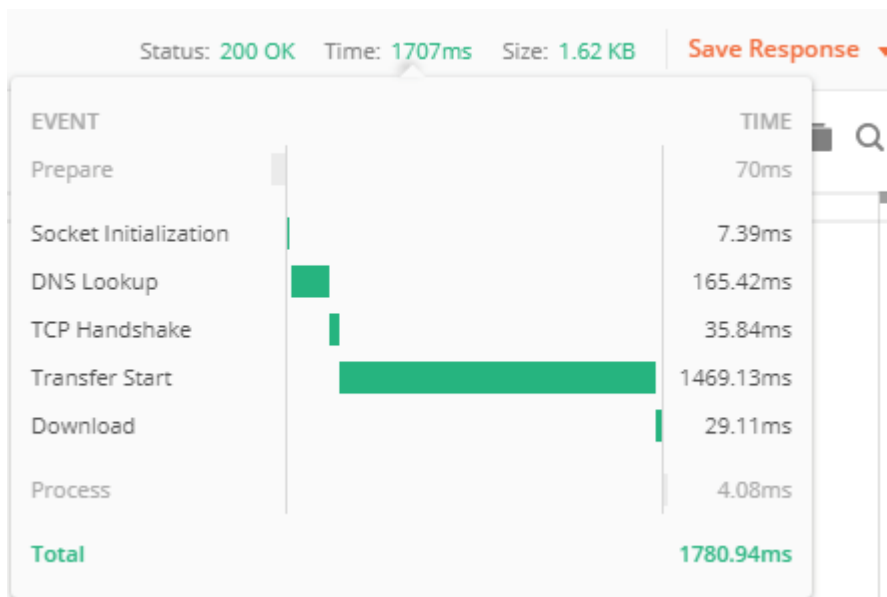 Status: 200 OK Time: 1707ms Size: 1.62 KB Save Response
EVENT TIME
Prepare 70ms
Socket Initialization 7.39ms
DNS Lookup 165.42ms
TCP Handshake 35.84ms
Transfer Start 1469.13ms
Download 29.11ms
Process 4.08ms
Total 1780.94ms